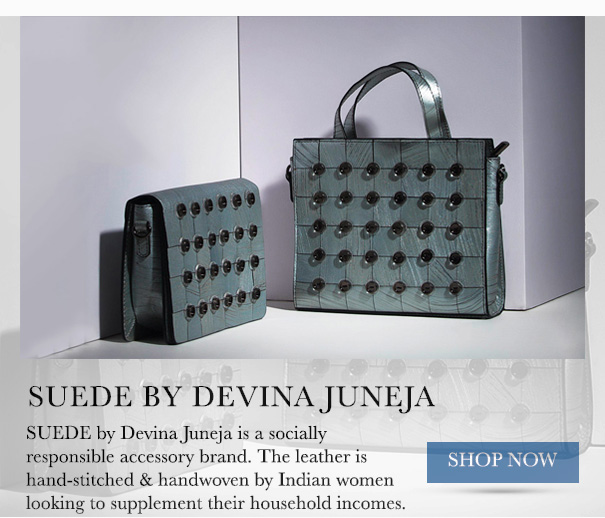 SUEDE BY DEVINA JUNEJA
SUEDE by Devina Juneja is a socially
responsible accessory brand. The leather is
hand-stitched & handwoven by Indian women
looking to supplement their household incomes.
SHOP NOW